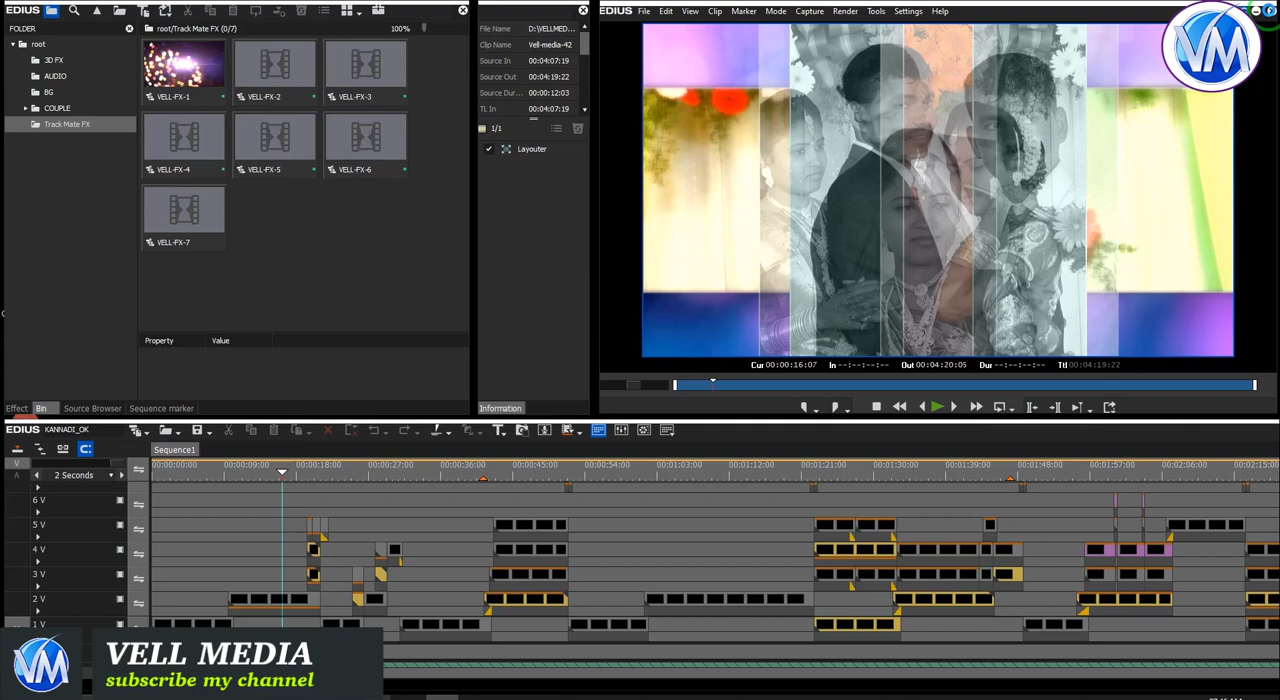 EDIUS
FOLDER
root
3D FX
AUDIO
BG
COUPLE
Track Mate FX
root/Track Mate FX (0/7)
100%
VELL-FX-1
VELL-FX-2
VELL-FX-3
VELL-FX-4
VELL-FX-5
VELL-FX-6
VELL-FX-7
Property Value
Effect Bin Source Browser Sequence marker
File Name D:\VELLMED...
Clip Name Vell-media-42
Source In 00:04:07:19
Source Out 00:04:19:22
Source Dur... 00:00:12:03
TL In 00:04:07:19
1/1
Layouter
Information
EDIUS File Edit View Clip Marker Mode Capture Render Tools Settings Help
VM
Cur 00:00:16:07 In --:--:--:-- Out 00:04:20:05 Dur --:--:--:-- Ttl 00:04:19:22
EDIUS KANNADI_OK
Sequence1
V
A
2 Seconds
00:00:00:00 00:00:09:00 00:00:18:00 00:00:27:00 00:00:36:00 00:00:45:00 00:00:54:00 00:01:03:00 00:01:12:00 00:01:21:00 00:01:30:00 00:01:39:00 00:01:48:00 00:01:57:00 00:02:06:00 00:02:15:00
6 V
5 V
4 V
3 V
2 V
1 V
VM
VELL MEDIA
subscribe my channel